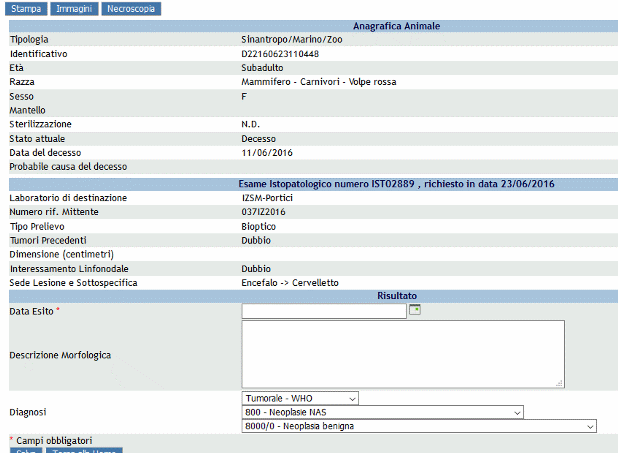 Stampa Immagini Necroscopia
Anagrafica Animale
Tipologia Sinantropo/Marino/Zoo
Identificativo D22160623110448
Età Subadulto
Razza Mammifero - Carnivori - Volpe rossa
Sesso F
Mantello
Sterilizzazione N.D.
Stato attuale Decesso
Data del decesso 11/06/2016
Probabile causa del decesso
Esame Istopatologico numero IST02889 , richiesto in data 23/06/2016
Laboratorio di destinazione IZSM-Portici
Numero rif. Mittente 037IZ2016
Tipo Prelievo Bioptico
Tumori Precedenti Dubbio
Dimensione (centimetri)
Interessamento Linfonodale Dubbio
Sede Lesione e Sottospecifica Encefalo -> Cervelletto
Risultato
Data Esito *
Descrizione Morfologica
Tumorale - WHO
Diagnosi 800 - Neoplasie NAS
8000/0 - Neoplasia benigna
* Campi obbligatori
Salva Torna alla Home